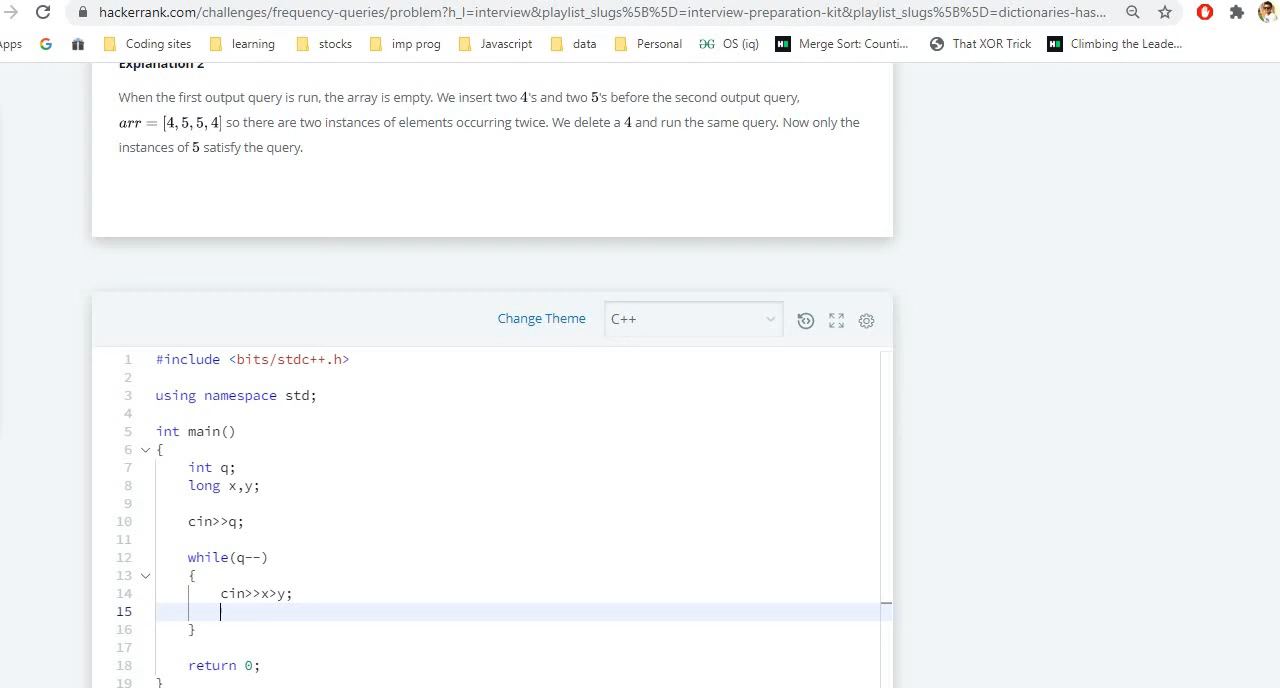 hackerrank.com/challenges/frequency-queries/problem?h_l=interview&playlist_slugs%5B%5D=interview-preparation-kit&playlist_slugs%5B%5D=dictionaries-has...
Apps Coding sites learning stocks imp prog Javascript data Personal OS (iq) Merge Sort: Counti... That XOR Trick Climbing the Leade...
Explanation 2
When the first output query is run, the array is empty. We insert two 4's and two 5's before the second output query,
arr = [4, 5, 5, 4] so there are two instances of elements occurring twice. We delete a 4 and run the same query. Now only the
instances of 5 satisfy the query.
Change Theme C++
1 #include <bits/stdc++.h>
2
3 using namespace std;
4
5 int main()
6 {
7 int q;
8 long x,y;
9
10 cin>>q;
11
12 while(q--)
13 {
14 cin>>x>y;
15
16 }
17
18 return 0;
19 }